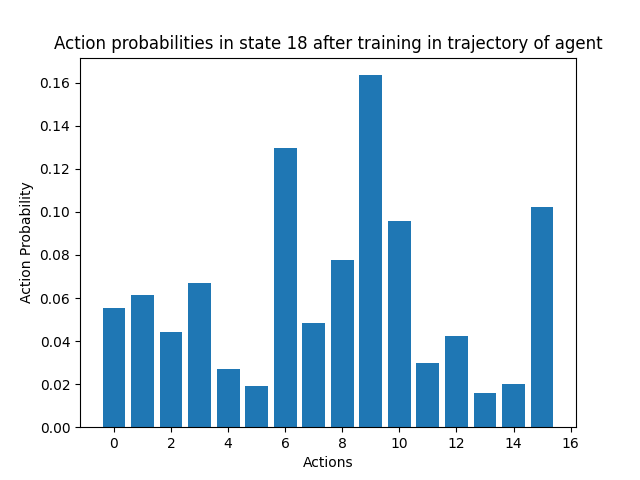 Action probabilities in state 18 after training in trajectory of agent
0.16
0.14
0.12
0.10
0.08
0.06
0.04
0.02
0.00
Action Probability
0 2 4 6 8 10 12 14 16
Actions